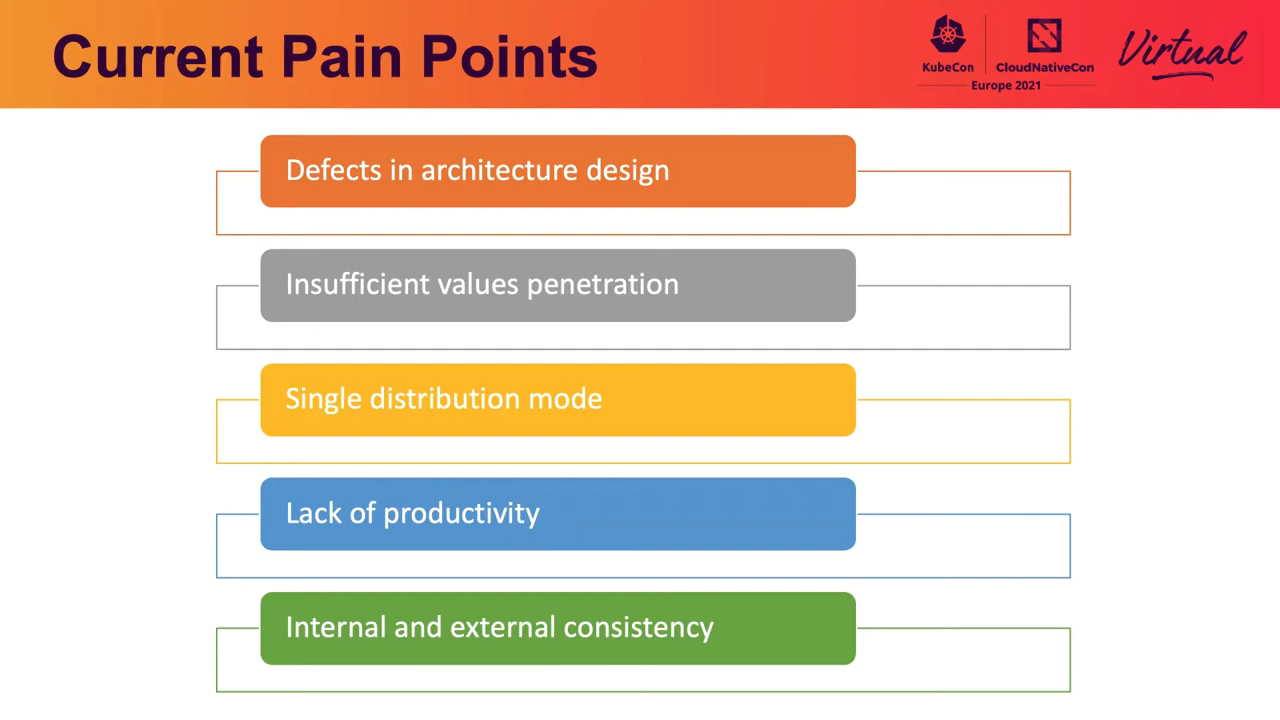 Current Pain Points
KubeCon
CloudNativeCon
Europe 2021
Virtual
Defects in architecture design
Insufficient values penetration
Single distribution mode
Lack of productivity
Internal and external consistency